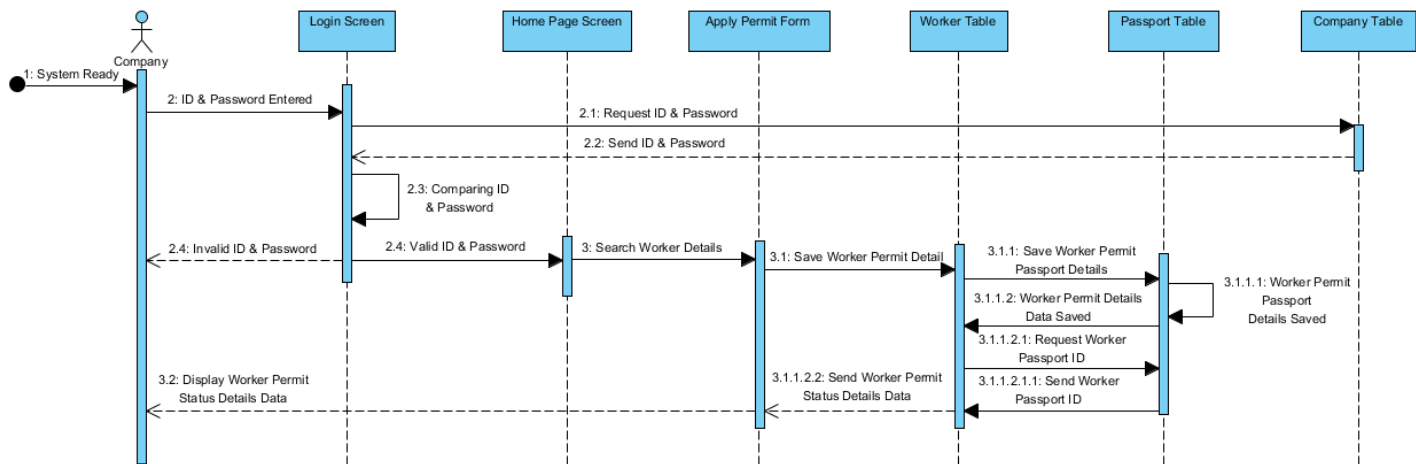 Login Screen
Home Page Screen
Apply Permit Form
Worker Table
Passport Table
Company Table
Company
1: System Ready
2: ID & Password Entered
2.1: Request ID & Password
2.2: Send ID & Password
2.3: Comparing ID
& Password
2.4: Invalid ID & Password
2.4: Valid ID & Password
3: Search Worker Details
3.1: Save Worker Permit Detail
3.1.1: Save Worker Permit
Passport Details
3.1.1.1: Worker Permit
Passport
Details Saved
3.1.1.2: Worker Permit Details
Data Saved
3.1.1.2.1: Request Worker
Passport ID
3.2: Display Worker Permit
Status Details Data
3.1.1.2.2: Send Worker Permit
Status Details Data
3.1.1.2.1.1: Send Worker
Passport ID